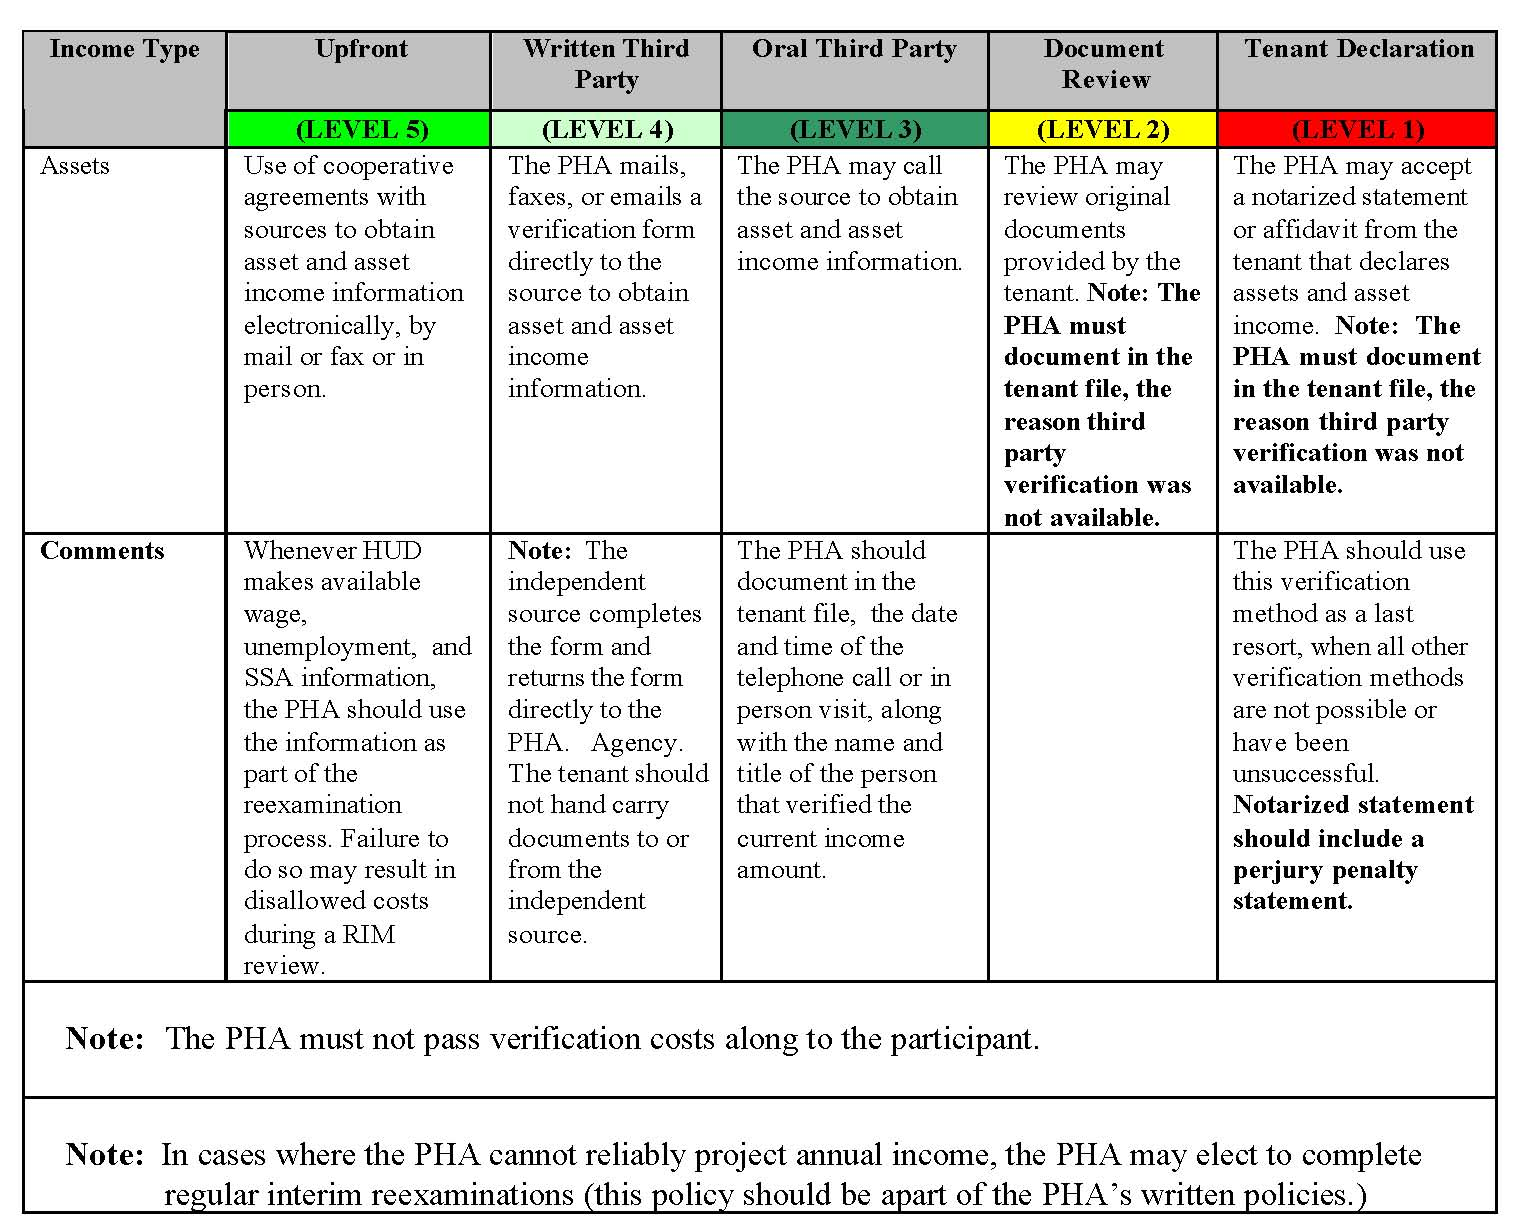 Income Type
Upfront
Written Third
Party
Oral Third Party
Document
Review
Tenant Declaration
(LEVEL 5)
(LEVEL 4)
(LEVEL 3)
(LEVEL 2)
(LEVEL 1)
Assets
Use of cooperative
agreements with
sources to obtain
asset and asset
income information
electronically, by
mail or fax or in
person.
The PHA mails,
faxes, or emails a
verification form
directly to the
source to obtain
asset and asset
income
information.
The PHA may call
the source to obtain
asset and asset
income information.
The PHA may
review original
documents
provided by the
tenant. Note: The
PHA must
document in the
tenant file, the
reason third
party
verification was
not available.
The PHA may accept
a notarized statement
or affidavit from the
tenant that declares
assets and asset
income. Note: The
PHA must document
in the tenant file, the
reason third party
verification was not
available.
Comments
Whenever HUD
makes available
wage,
unemployment, and
SSA information,
the PHA should use
the information as
part of the
reexamination
process. Failure to
do so may result in
disallowed costs
during a RIM
review.
Note: The
independent
source completes
the form and
returns the form
directly to the
PHA. Agency.
The tenant should
not hand carry
documents to or
from the
independent
source.
The PHA should
document in the
tenant file, the date
and time of the
telephone call or in
person visit, along
with the name and
title of the person
that verified the
current income
amount.
The PHA should use
this verification
method as a last
resort, when all other
verification methods
are not possible or
have been
unsuccessful.
Notarized statement
should include a
perjury penalty
statement.
Note: The PHA must not pass verification costs along to the participant.
Note: In cases where the PHA cannot reliably project annual income, the PHA may elect to complete
regular interim reexaminations (this policy should be apart of the PHA's written policies.)